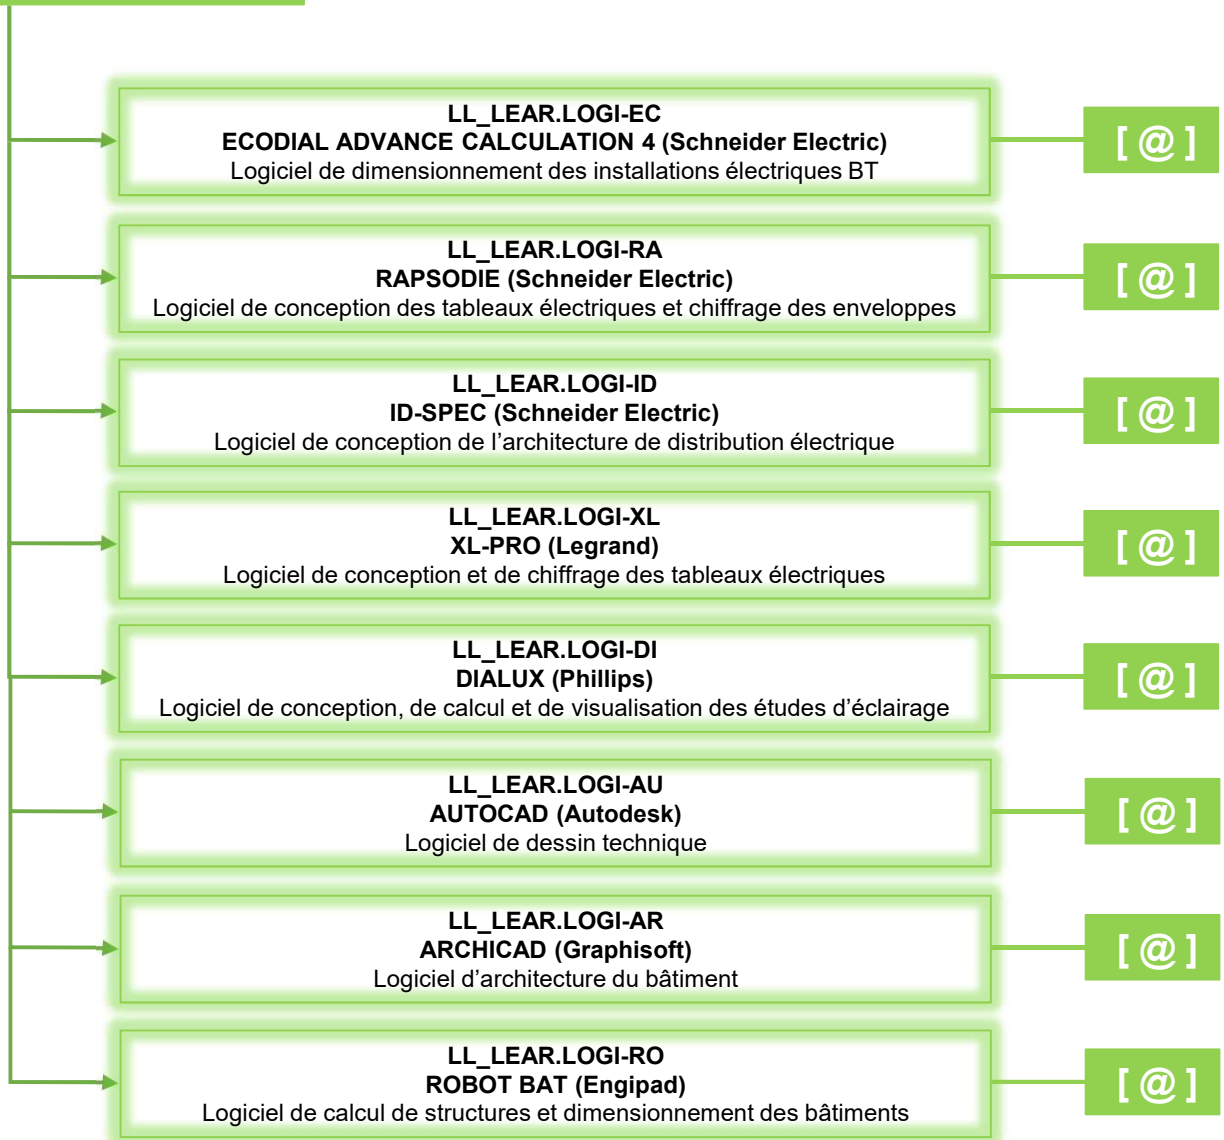 LL_LEAR.LOGI-EC
ECODIAL ADVANCE CALCULATION 4 (Schneider Electric)
Logiciel de dimensionnement des installations électriques BT
[ @ ]
LL_LEAR.LOGI-RA
RAPSODIE (Schneider Electric)
Logiciel de conception des tableaux électriques et chiffrage des enveloppes
[ @ ]
LL_LEAR.LOGI-ID
ID-SPEC (Schneider Electric)
Logiciel de conception de l’architecture de distribution électrique
[ @ ]
LL_LEAR.LOGI-XL
XL-PRO (Legrand)
Logiciel de conception et de chiffrage des tableaux électriques
[ @ ]
LL_LEAR.LOGI-DI
DIALUX (Phillips)
Logiciel de conception, de calcul et de visualisation des études d’éclairage
[ @ ]
LL_LEAR.LOGI-AU
AUTOCAD (Autodesk)
Logiciel de dessin technique
[ @ ]
LL_LEAR.LOGI-AR
ARCHICAD (Graphisoft)
Logiciel d’architecture du bâtiment
[ @ ]
LL_LEAR.LOGI-RO
ROBOT BAT (Engipad)
Logiciel de calcul de structures et dimensionnement des bâtiments
[ @ ]